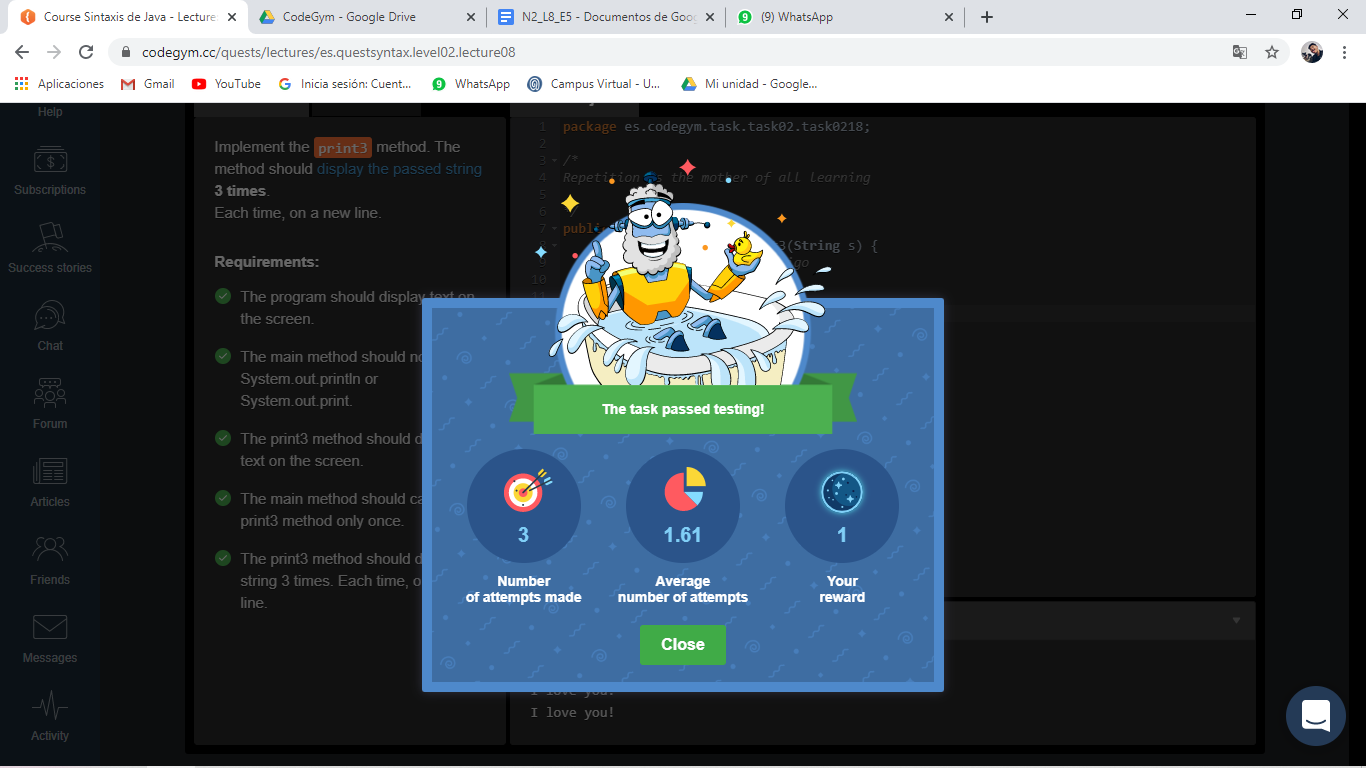 Course Sintaxis de Java - Lecture
CodeGym - Google Drive
N2_L8_E5 - Documentos de Goo
(9) WhatsApp
codegym.cc/quests/lectures/es.questsyntax.level02.lecture08
Aplicaciones
Gmail
YouTube
Inicia sesión: Cuent...
WhatsApp
Campus Virtual - U...
Mi unidad - Google...
Help
Subscriptions
Success stories
Chat
Forum
Articles
Friends
Messages
Activity
Implement the print3 method. The
method should display the passed string
3 times.
Each time, on a new line.
Requirements:
The program should display text on
the screen.
The main method should no
System.out.println or
System.out.print.
The print3 method should d
text on the screen.
The main method should ca
print3 method only once.
The print3 method should d
string 3 times. Each time, o
line.
1 package es.codegym.task.task02.task0218;
2
3 /*
4 Repetition is the mother of all learning
5
6
7 publi
3(String s) {
igo
10
The task passed testing!
3
Number
of attempts made
1.61
Average
number of attempts
1
Your
reward
Close
I love you!
I love you!